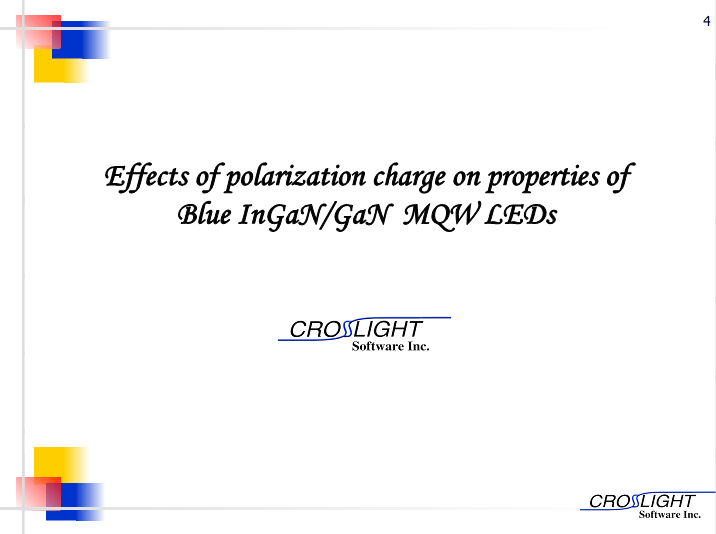 4
Effects of polarization charge on properties of
Blue InGaN/GaN MQW LEDs
CROSSLIGHT
Software Inc.
CROSSLIGHT
Software Inc.